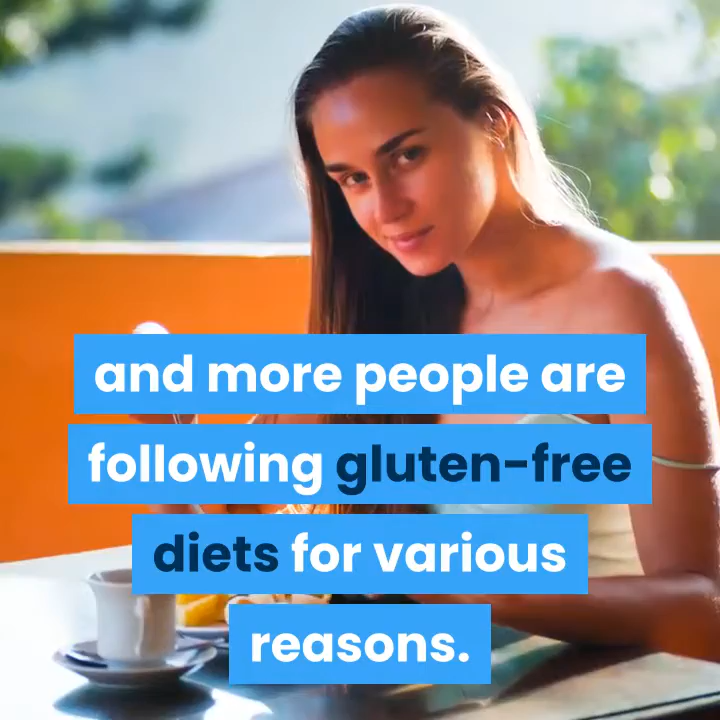 and more people are
following gluten-free
diets for various
reasons.